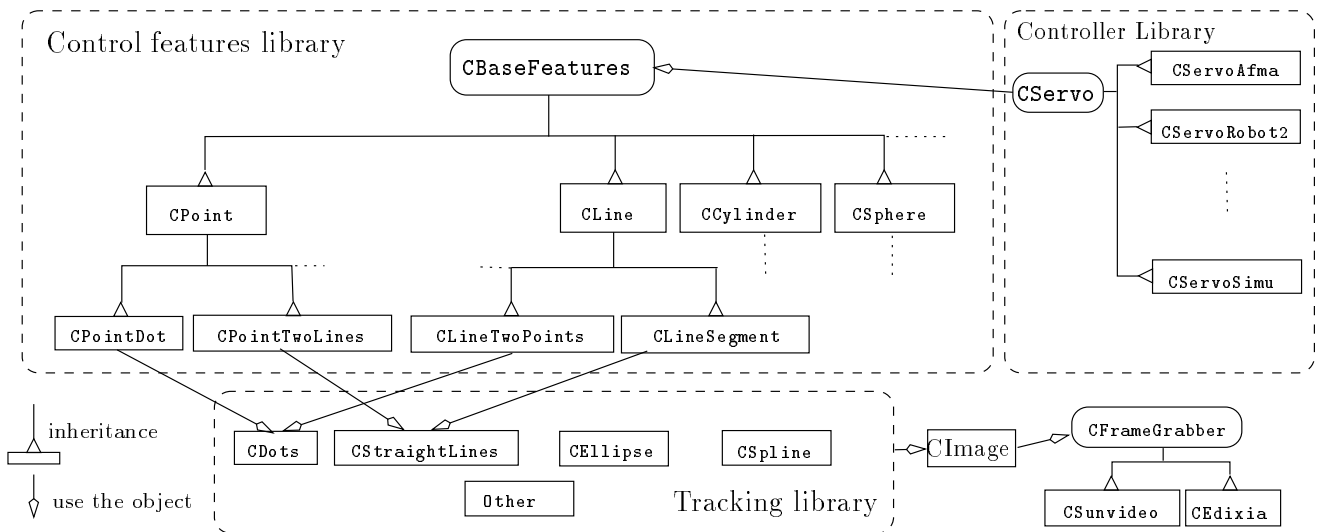 Control features library
Controller Library
CBaseFeatures
CServo
CServoAfma
CServoRobot2
CServoSimu
CPoint
CLine
CCylinder
CSphere
CPointDot
CPointTwoLines
CLineTwoPoints
CLineSegment
inheritance
use the object
CDots
CStraightLines
CEllipse
CSpline
Other
Tracking library
CImage
CFrameGrabber
CSunvideo
CEdixia